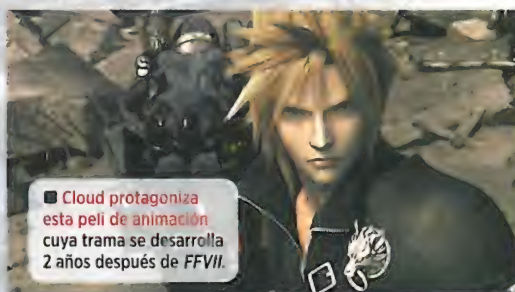 ■ Cloud protagoniza
esta peli de animación
cuya trama se desarrolla
2 años después de FFVII.